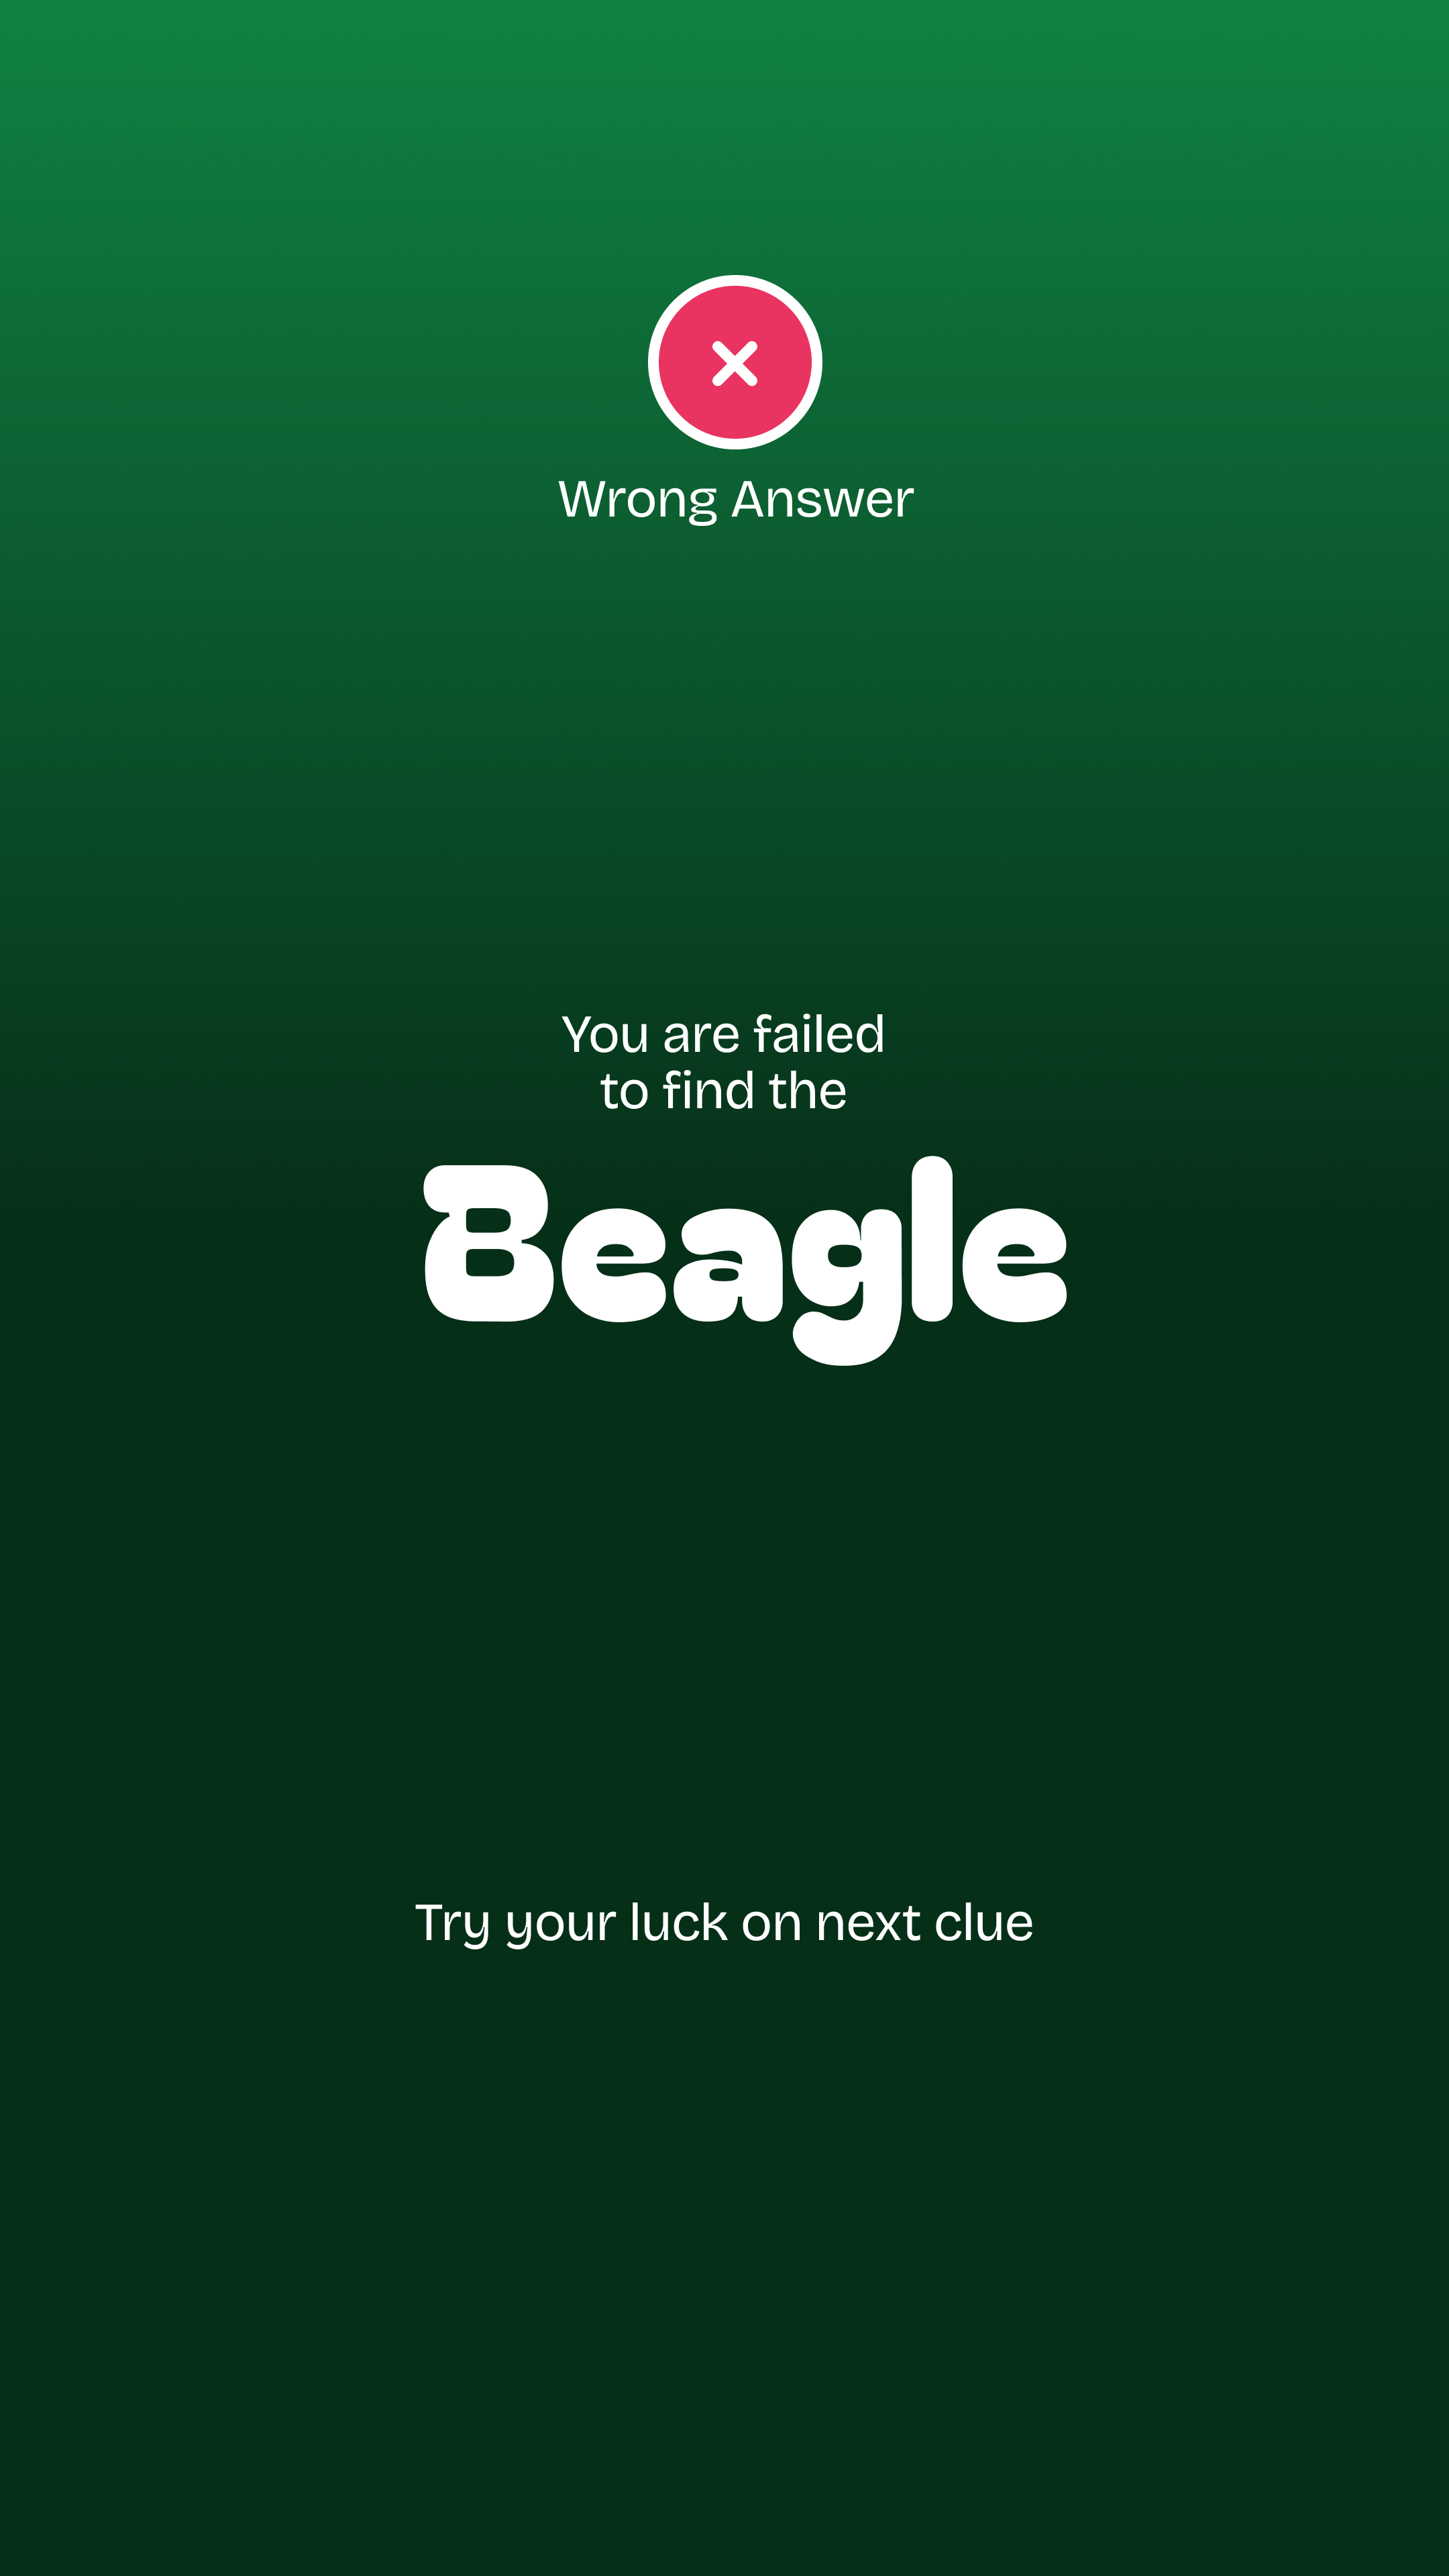 Wrong Answer
You are failed
to find the
Beagle
Try your luck on next clue